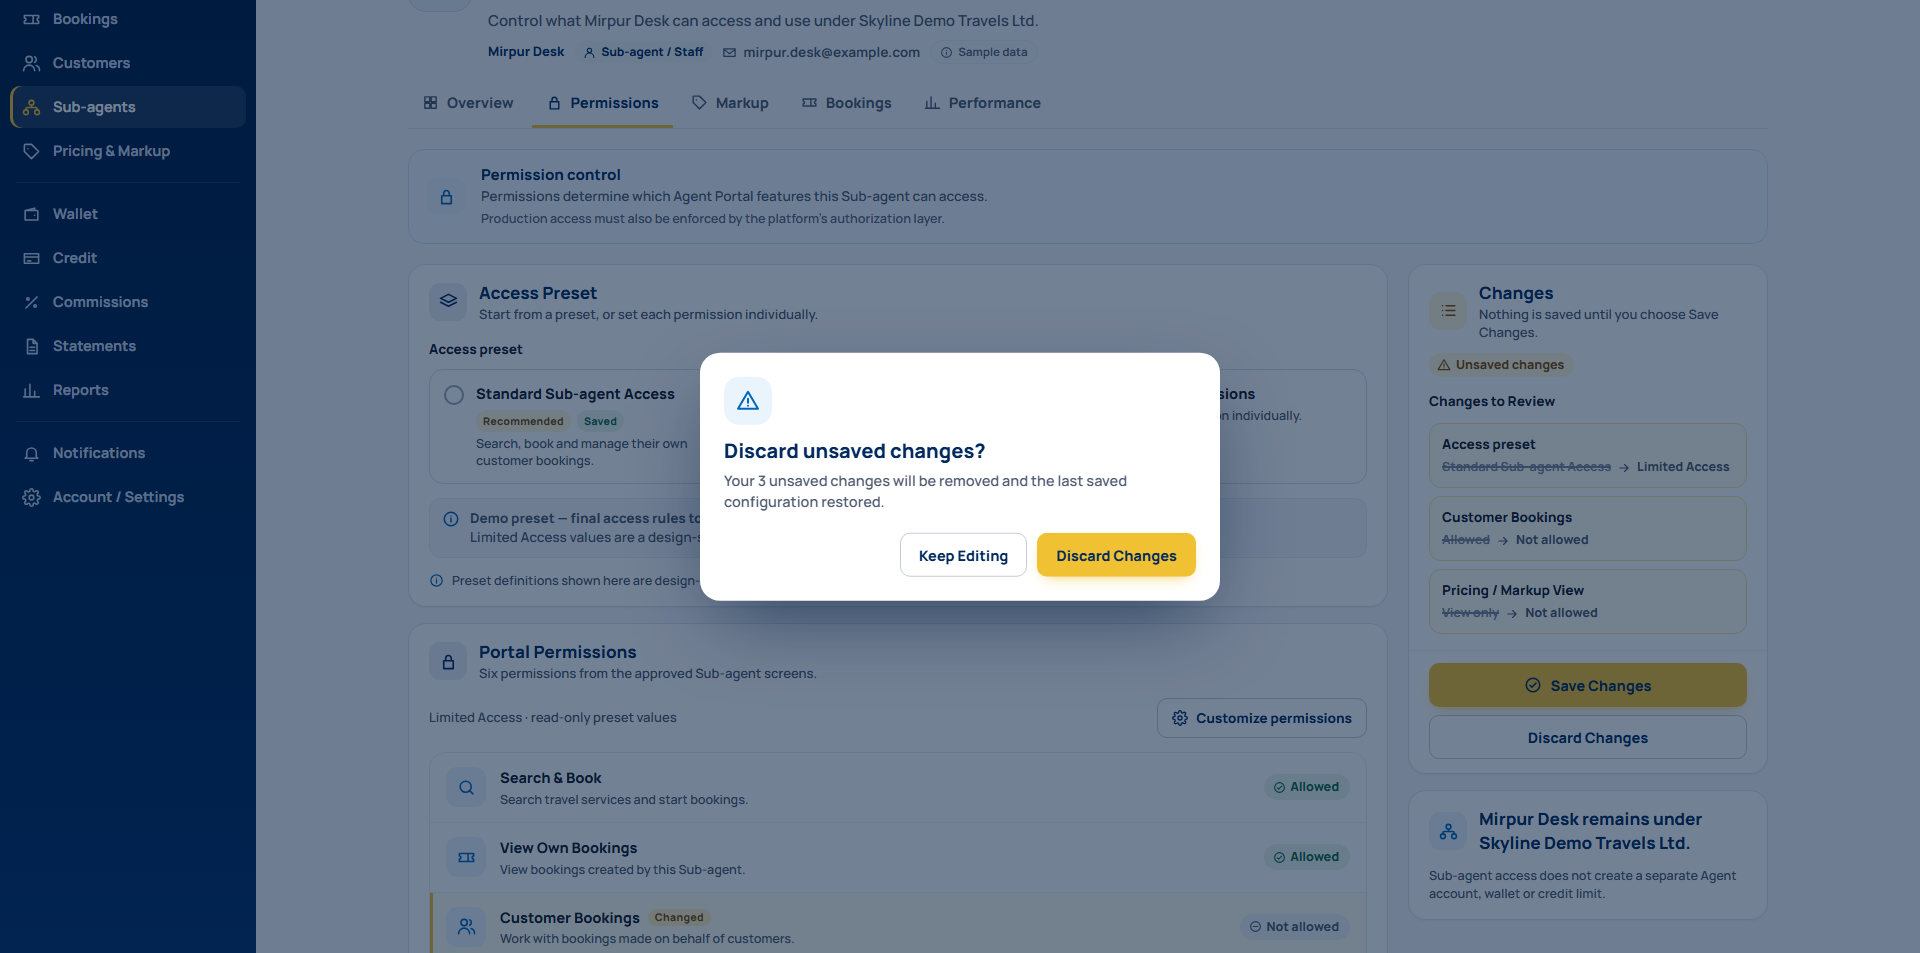 Bookings
Customers
Sub-agents
Pricing & Markup
Wallet
Credit
Commissions
Statements
Reports
Notifications
Account / Settings
Control what Mirpur Desk can access and use under Skyline Demo Travels Ltd.
Mirpur Desk Sub-agent / Staff mirpur.desk@example.com Sample data
Overview Permissions Markup Bookings Performance
Permission control
Permissions determine which Agent Portal features this Sub-agent can access.
Production access must also be enforced by the platform's authorization layer.
Access Preset
Start from a preset, or set each permission individually.
Access preset
Standard Sub-agent Access
Recommended Saved
Search, book and manage their own
customer bookings.
individually.
Demo preset — final access rules
Limited Access values are a
Preset definitions shown here are
Discard unsaved changes?
Your 3 unsaved changes will be removed and the last saved
configuration restored.
Keep Editing Discard Changes
Portal Permissions
Six permissions from the approved Sub-agent screens.
Limited Access · read-only preset values
Customize permissions
Search & Book
Search travel services and start bookings.
Allowed
View Own Bookings
View bookings created by this Sub-agent.
Allowed
Customer Bookings Changed
Work with bookings made on behalf of customers.
Not allowed
Changes
Nothing is saved until you choose Save
Changes.
Unsaved changes
Changes to Review
Access preset
Standard Sub-agent Access → Limited Access
Customer Bookings
Allowed → Not allowed
Pricing / Markup View
View only → Not allowed
Save Changes
Discard Changes
Mirpur Desk remains under
Skyline Demo Travels Ltd.
Sub-agent access does not create a separate Agent
account, wallet or credit limit.